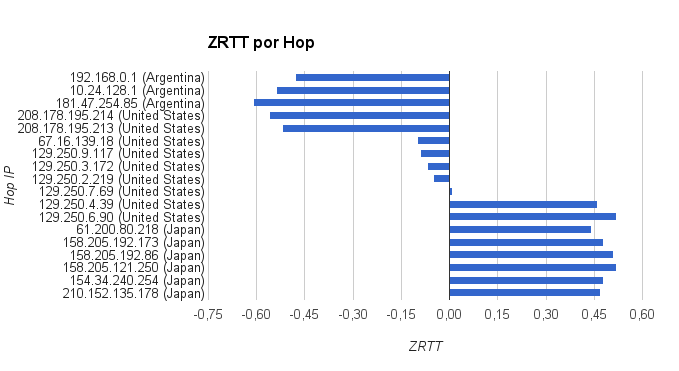 ZRTT por Hop
Hop IP
192.168.0.1 (Argentina)
10.24.128.1 (Argentina)
181.47.254.85 (Argentina)
208.178.195.214 (United States)
208.178.195.213 (United States)
67.16.139.18 (United States)
129.250.9.117 (United States)
129.250.3.172 (United States)
129.250.2.219 (United States)
129.250.7.69 (United States)
129.250.4.39 (United States)
129.250.6.90 (United States)
61.200.80.218 (Japan)
158.205.192.173 (Japan)
158.205.192.86 (Japan)
158.205.121.250 (Japan)
154.34.240.254 (Japan)
210.152.135.178 (Japan)
-0,75 -0,60 -0,45 -0,30 -0,15 0,00 0,15 0,30 0,45 0,60
ZRTT